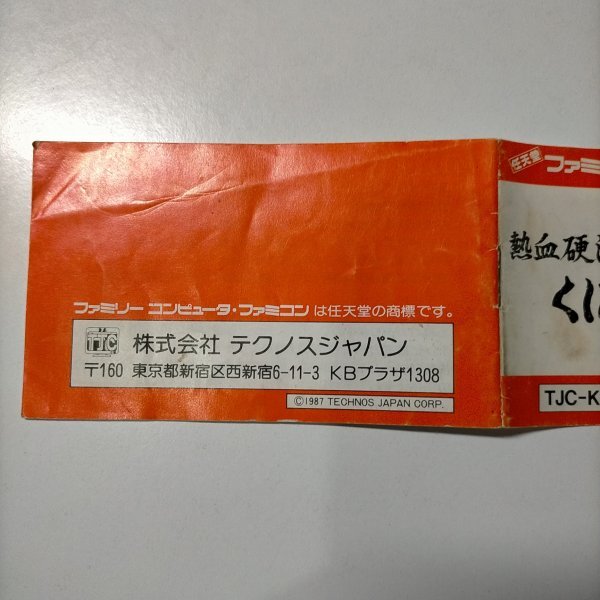 ファミリー コンピュータ・ファミコンは任天堂の商標です。
TJC 株式会社 テクノスジャパン
〒160 東京都新宿区西新宿6-11-3 KBプラザ1308
©1987 TECHNOS JAPAN CORP.
任天堂 ファミ
熱血硬
くに
TJC-K